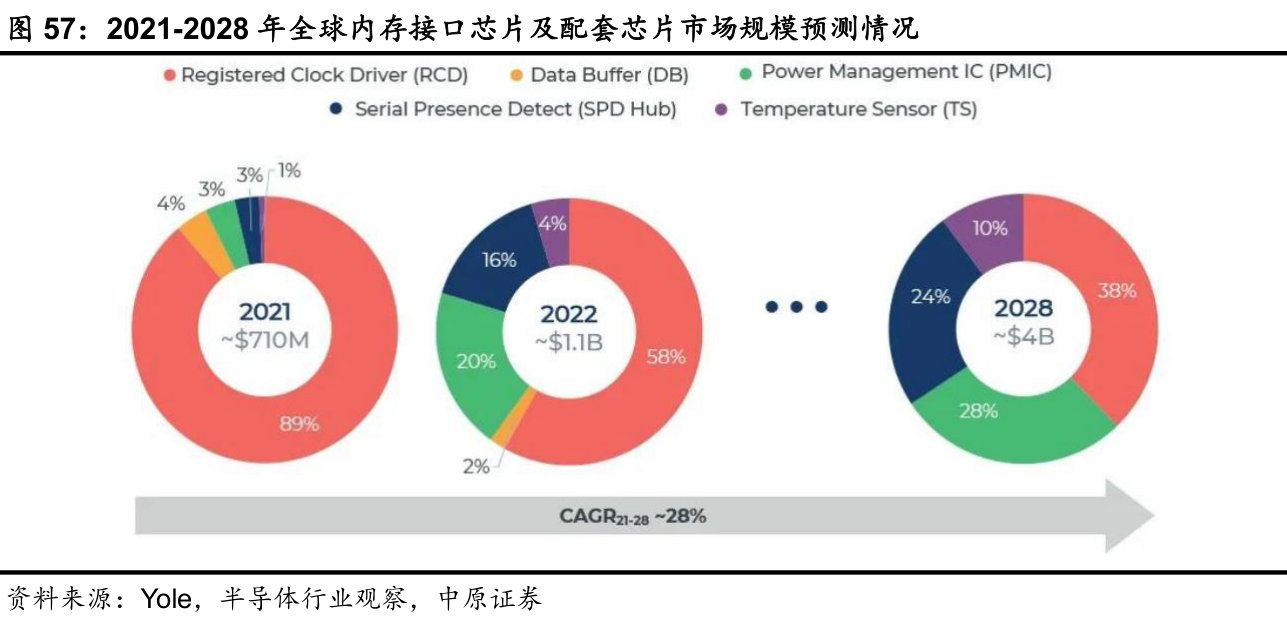 图 57：2021-2028 年全球内存接口芯片及配套芯片市场规模预测情况
Registered Clock Driver (RCD) Data Buffer (DB) Power Management IC (PMIC)
Serial Presence Detect (SPD Hub) Temperature Sensor (TS)
4% 3% 3% 1%
2021
~$710M
89%
4%
16%
2022
~$1.1B
20%
58%
2%
10%
24%
38%
2028
~$4B
28%
CAGR21-28 ~28%
资料来源：Yole，半导体行业观察，中原证券